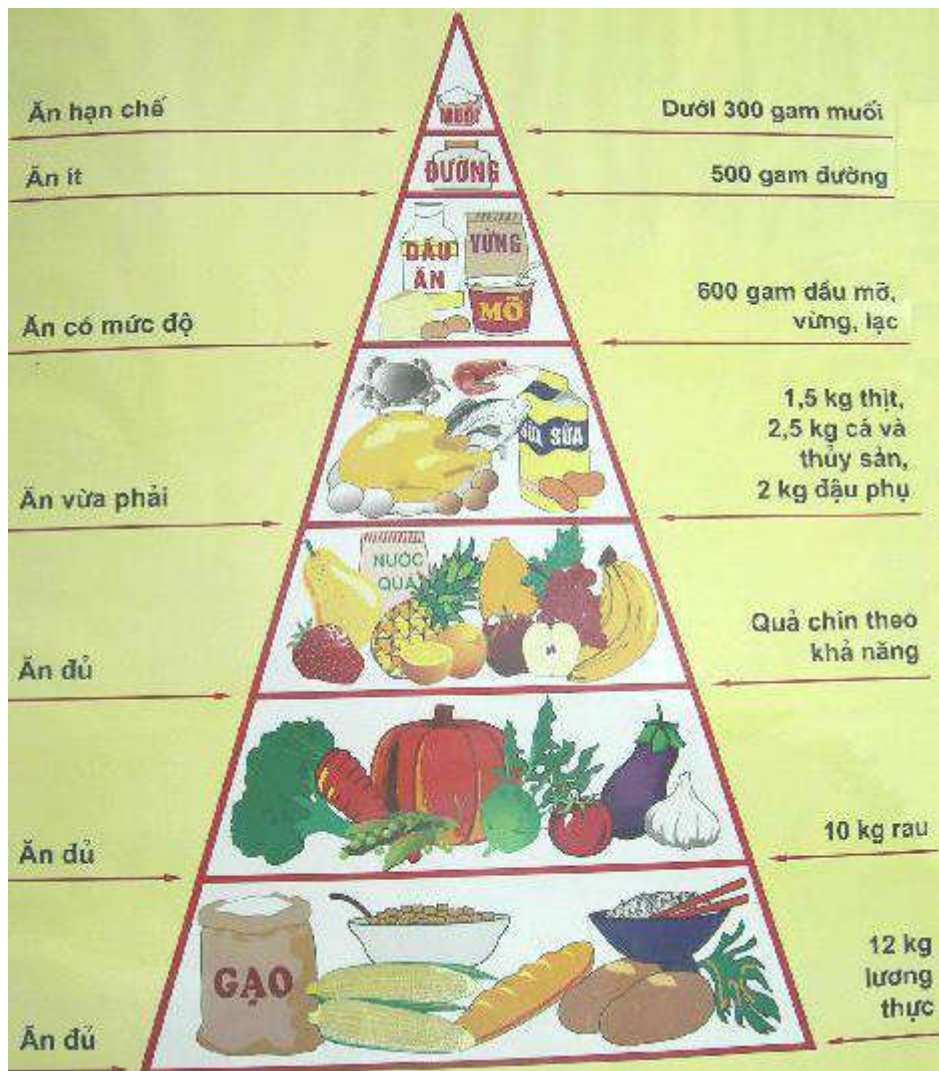 Ăn hạn chế
MUỐI
Dưới 300 gam muối
Ăn ít
ĐƯỜNG
500 gam đường
DẦU
ĂN
VỪNG
MỠ
Ăn có mức độ
600 gam dầu mỡ,
vừng, lạc
SỮA
1,5 kg thịt,
2,5 kg cá và
thủy sản,
2 kg đậu phụ
Ăn vừa phải
NƯỚC
QUẢ
Quả chín theo
khả năng
Ăn đủ
10 kg rau
Ăn đủ
GẠO
12 kg
lương
thực
Ăn đủ